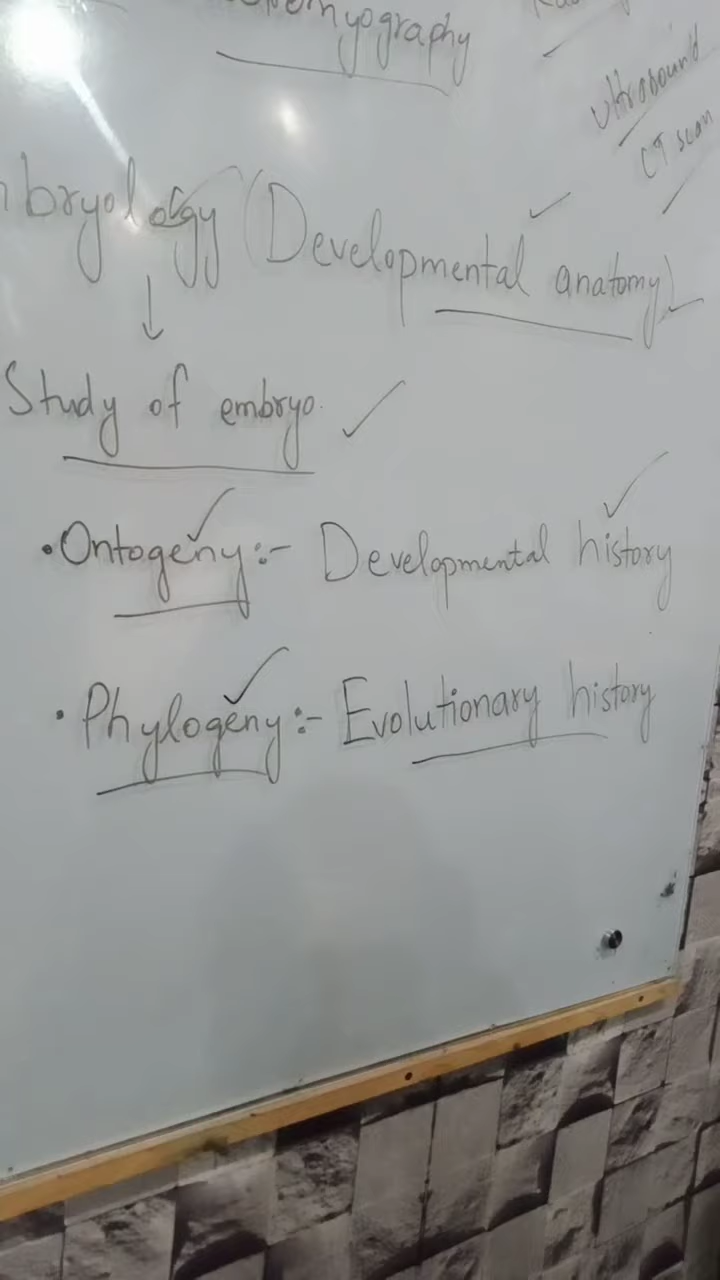 myography
Ultrasound
CT scan
bryology (Developmental anatomy)
↓
Study of embryo.
• Ontogeny:- Developmental history
• Phylogeny:- Evolutionary history